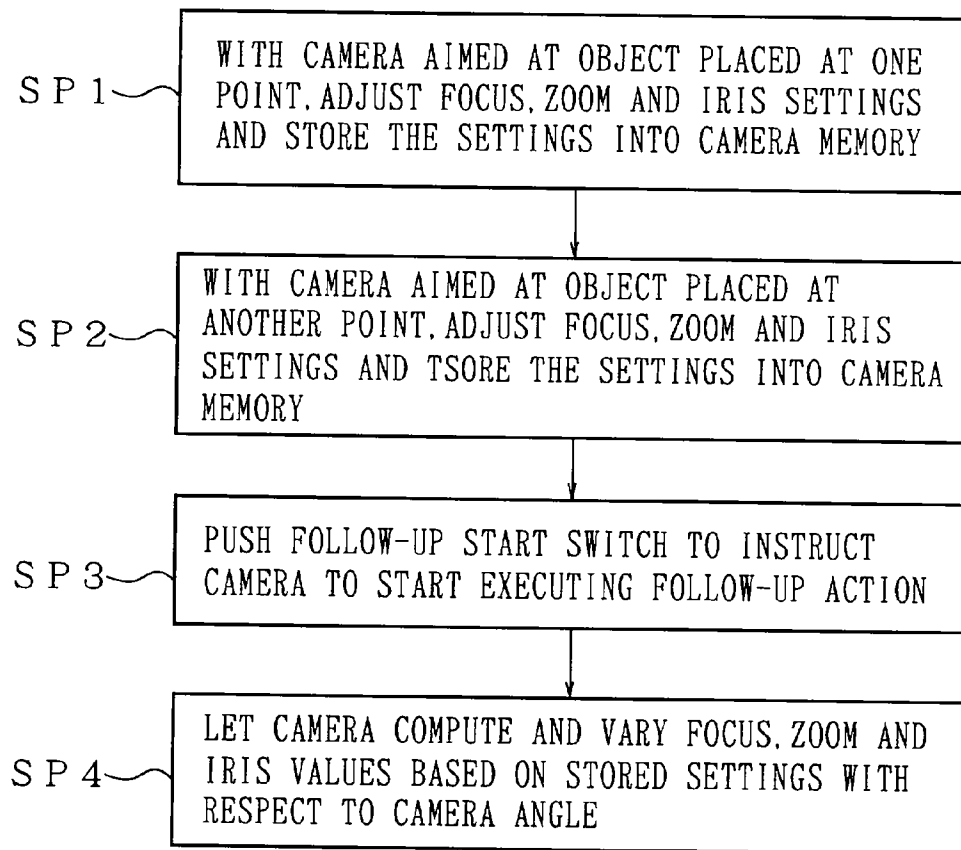 SP1
WITH CAMERA AIMED AT OBJECT PLACED AT ONE
POINT, ADJUST FOCUS, ZOOM AND IRIS SETTINGS
AND STORE THE SETTINGS INTO CAMERA MEMORY
SP2
WITH CAMERA AIMED AT OBJECT PLACED AT
ANOTHER POINT, ADJUST FOCUS, ZOOM AND IRIS
SETTINGS AND TSORE THE SETTINGS INTO CAMERA
MEMORY
SP3
PUSH FOLLOW-UP START SWITCH TO INSTRUCT
CAMERA TO START EXECUTING FOLLOW-UP ACTION
SP4
LET CAMERA COMPUTE AND VARY FOCUS, ZOOM AND
IRIS VALUES BASED ON STORED SETTINGS WITH
RESPECT TO CAMERA ANGLE